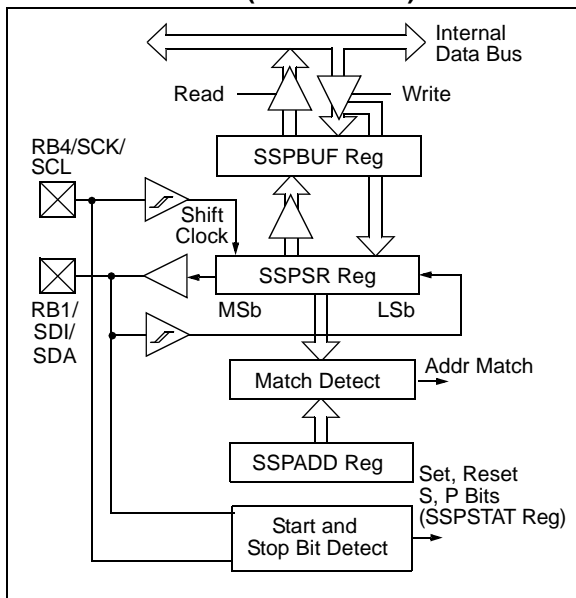 Internal
Data Bus
Read
Write
RB4/SCK/
SCL
SSPBUF Reg
Shift
Clock
SSPSR Reg
MSb
LSb
RB1/
SDI/
SDA
Match Detect
Addr Match
SSPADD Reg
Set, Reset
S, P Bits
(SSPSTAT Reg)
Start and
Stop Bit Detect